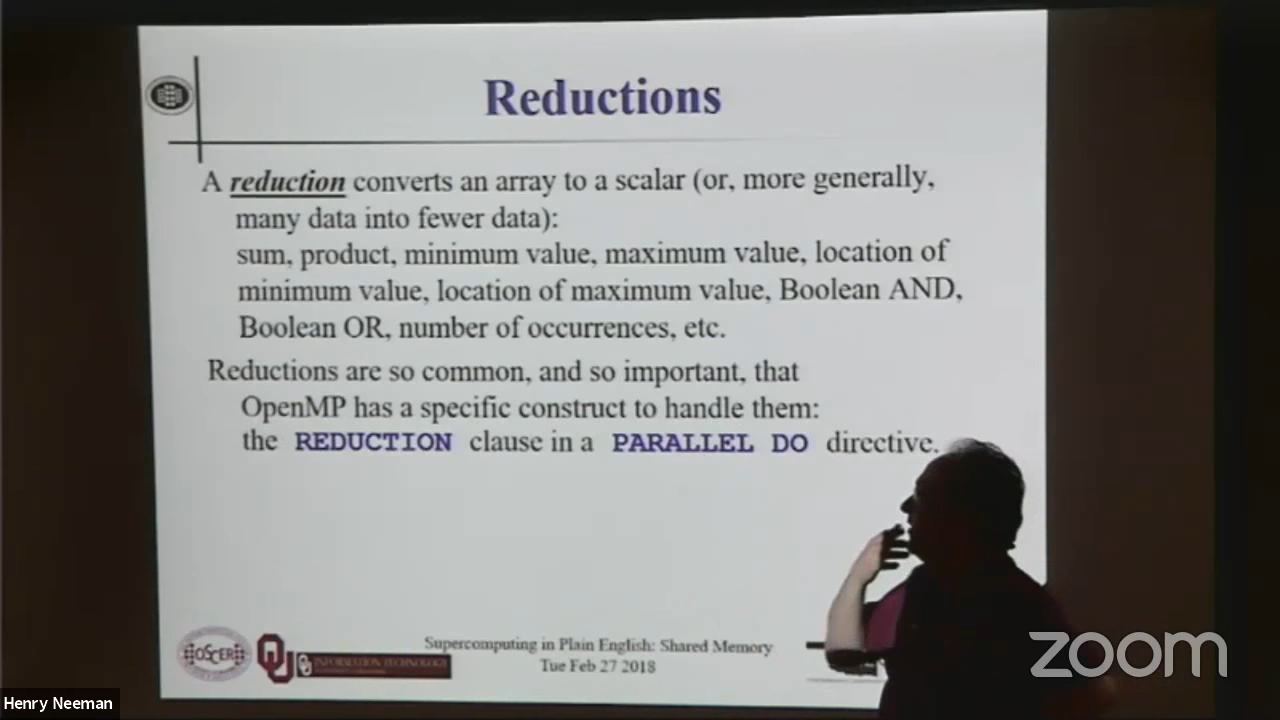 Reductions
A reduction converts an array to a scalar (or, more generally,
many data into fewer data):
sum, product, minimum value, maximum value, location of
minimum value, location of maximum value, Boolean AND,
Boolean OR, number of occurrences, etc.
Reductions are so common, and so important, that
OpenMP has a specific construct to handle them:
the REDUCTION clause in a PARALLEL DO directive.
OSCER
INFORMATION TECHNOLOGY
Supercomputing in Plain English: Shared Memory
Tue Feb 27 2018
zoom
Henry Neeman